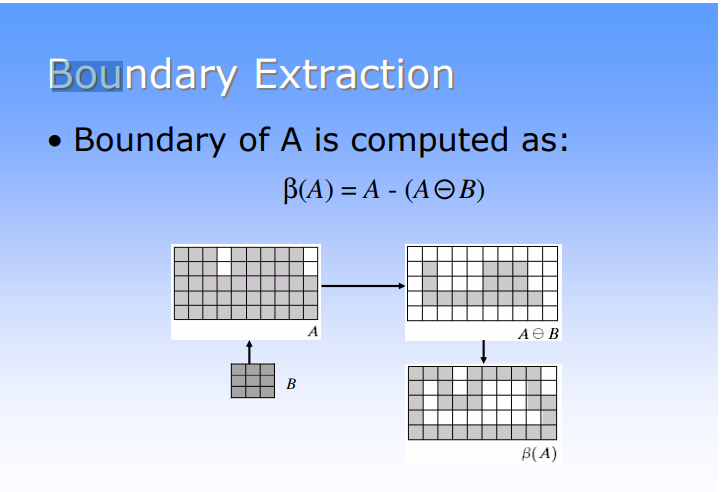 Boundary Extraction
• Boundary of A is computed as:
β(A) = A - (A⊖B)
A
A ⊖ B
B
β(A)